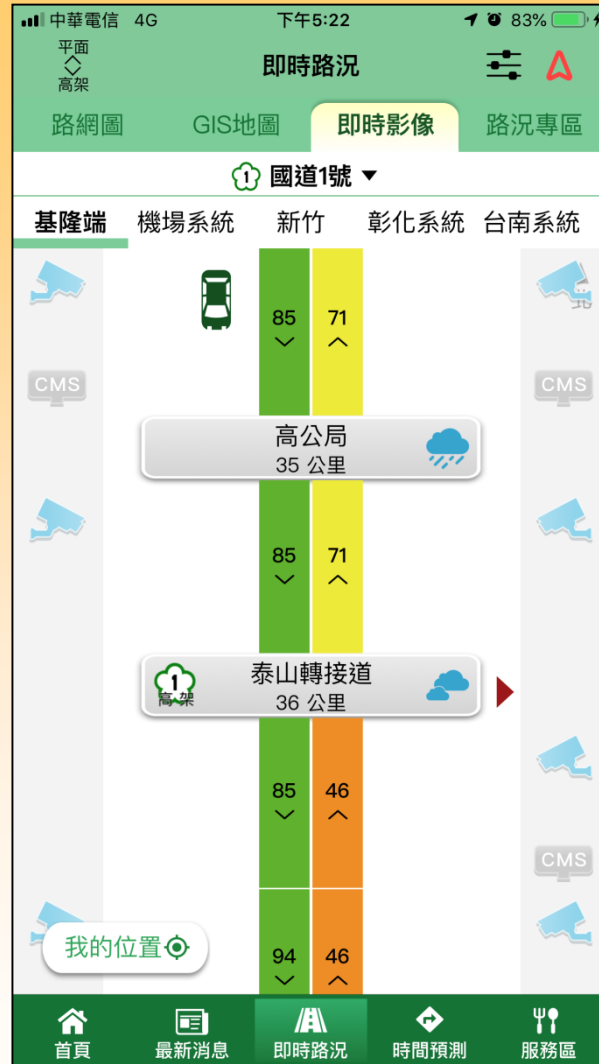 中華電信 4G 下午5:22 83%
平面
高架
即時路況
路網圖 GIS地圖 即時影像 路況專區
1 國道1號 ▼
基隆端 機場系統 新竹 彰化系統 台南系統
北
85 71
CMS CMS
高公局
35 公里
85 71
1
高架
泰山轉接道
36 公里
85 46
CMS
我的位置
94 46
首頁 最新消息 即時路況 時間預測 服務區